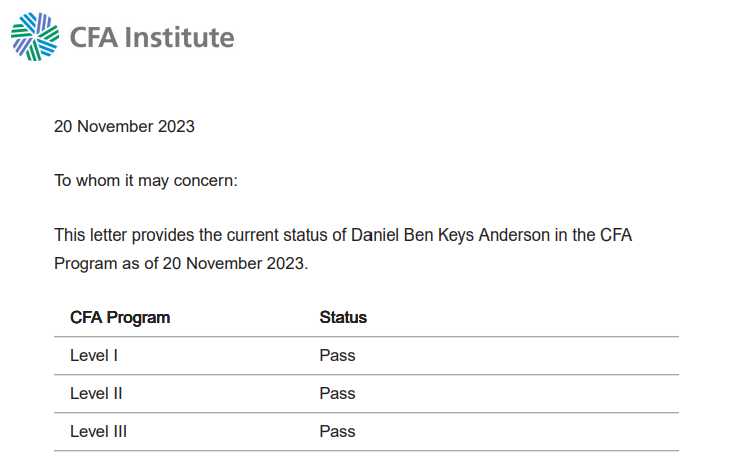 CFA Institute
20 November 2023
To whom it may concern:
This letter provides the current status of Daniel Ben Keys Anderson in the CFA
Program as of 20 November 2023.
CFA Program Status
Level I Pass
Level II Pass
Level III Pass